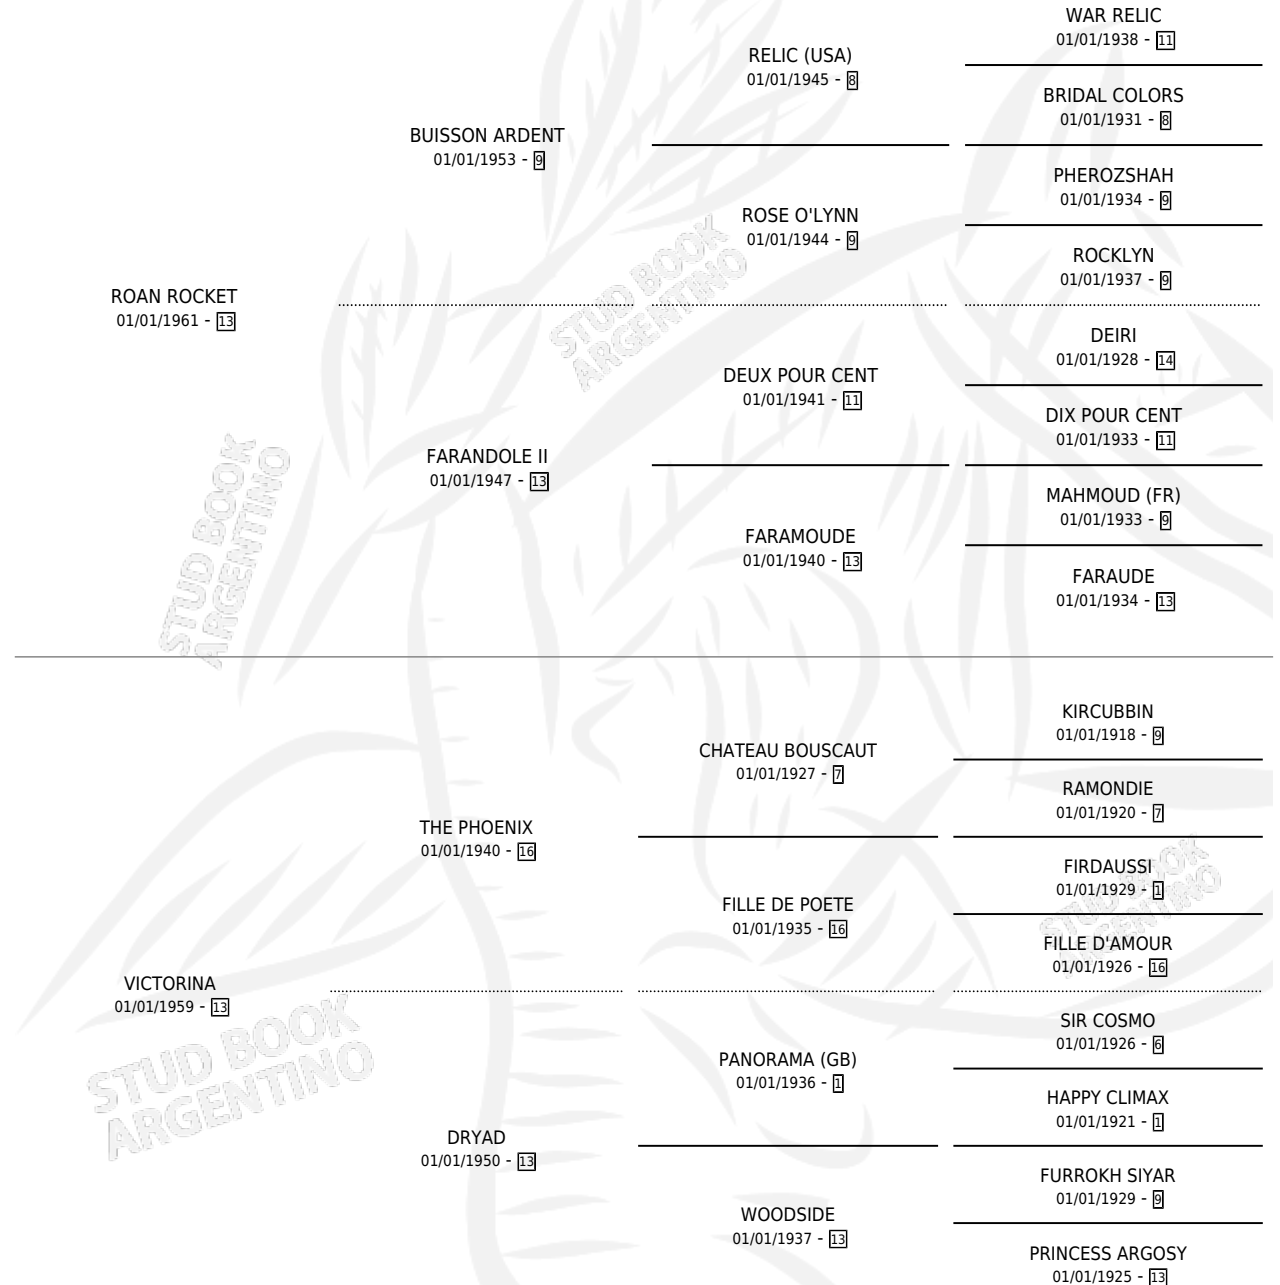 WAR RELIC
01/01/1938 - 11
RELIC (USA)
01/01/1945 - 8
BRIDAL COLORS
01/01/1931 - 8
BUISSON ARDENT
01/01/1953 - 9
PHEROZSHAH
01/01/1934 - 9
ROSE O'LYNN
01/01/1944 - 9
ROCKLYN
01/01/1937 - 9
ROAN ROCKET
01/01/1961 - 13
STUD BOOK
ARGENTINO
DEIRI
01/01/1928 - 14
DEUX POUR CENT
01/01/1941 - 11
DIX POUR CENT
01/01/1933 - 11
FARANDOLE II
01/01/1947 - 13
MAHMOUD (FR)
01/01/1933 - 9
FARAMOUDE
01/01/1940 - 13
FARAUDE
01/01/1934 - 13
STUD BOOK
ARGENTINO
KIRCUBBIN
01/01/1918 - 9
CHATEAU BOUSCAUT
01/01/1927 - 7
RAMONDIE
01/01/1920 - 7
THE PHOENIX
01/01/1940 - 16
FIRDAUSSI
01/01/1929 - 1
FILLE DE POETE
01/01/1935 - 16
FILLE D'AMOUR
01/01/1926 - 16
STUD BOOK
ARGENTINO
VICTORINA
01/01/1959 - 13
SIR COSMO
01/01/1926 - 6
PANORAMA (GB)
01/01/1936 - 1
HAPPY CLIMAX
01/01/1921 - 1
STUD BOOK
ARGENTINO
DRYAD
01/01/1950 - 13
FURROKH SIYAR
01/01/1929 - 9
WOODSIDE
01/01/1937 - 13
PRINCESS ARGOSY
01/01/1925 - 13